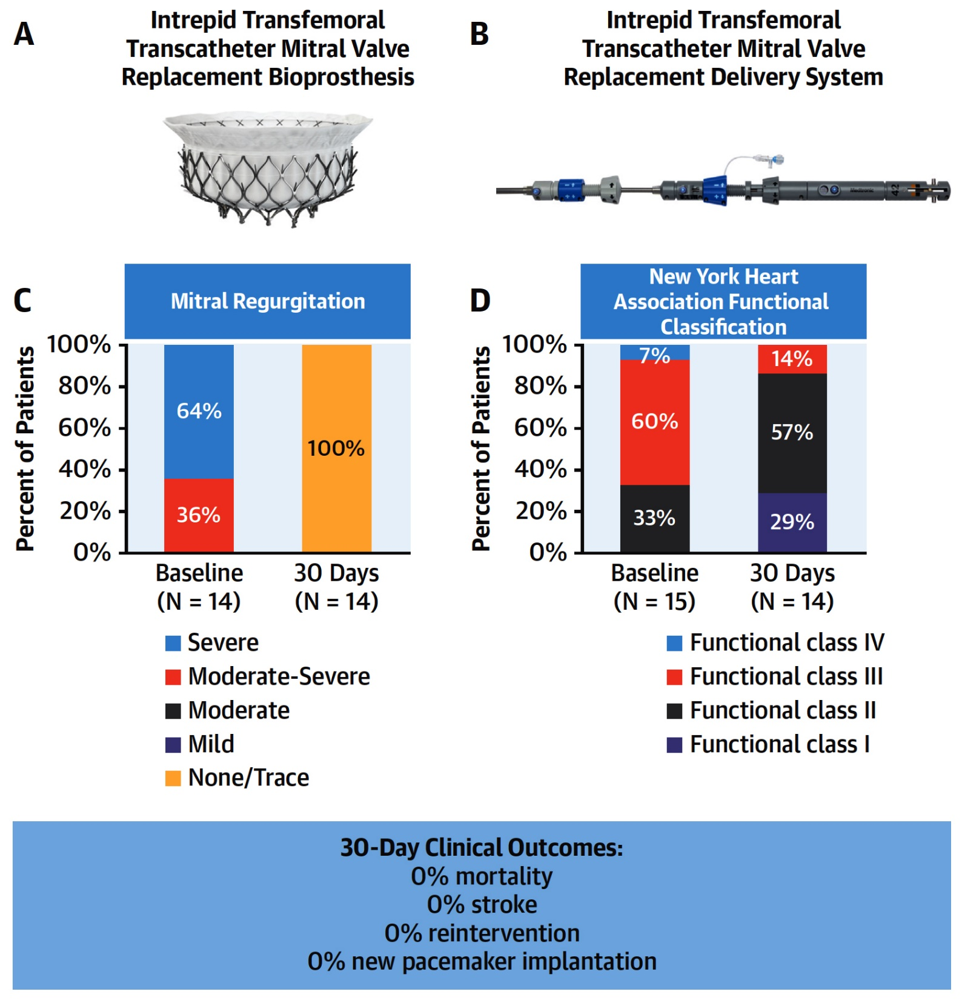 A
Intrepid Transfemoral
Transcatheter Mitral Valve
Replacement Bioprosthesis
B
Intrepid Transfemoral
Transcatheter Mitral Valve
Replacement Delivery System
Medtronic
42
C
Mitral Regurgitation
Percent of Patients
100%
80%
60%
40%
20%
0%
64%
36%
100%
Baseline
(N = 14)
30 Days
(N = 14)
Severe
Moderate-Severe
Moderate
Mild
None/Trace
D
New York Heart
Association Functional
Classification
Percent of Patients
100%
80%
60%
40%
20%
0%
7%
60%
33%
14%
57%
29%
Baseline
(N = 15)
30 Days
(N = 14)
Functional class IV
Functional class III
Functional class II
Functional class I
30-Day Clinical Outcomes:
0% mortality
0% stroke
0% reintervention
0% new pacemaker implantation